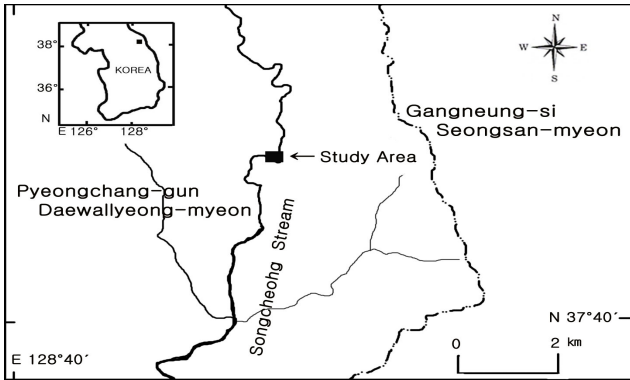 38°
KOREA
36°
N
E 126°
128°
N
W
E
S
Gangneung-si
Seongsan-myeon
Study Area
Pyeongchang-gun
Daewallyeong-myeon
Songcheohg Stream
N 37°40′
E 128°40′
0
2 km